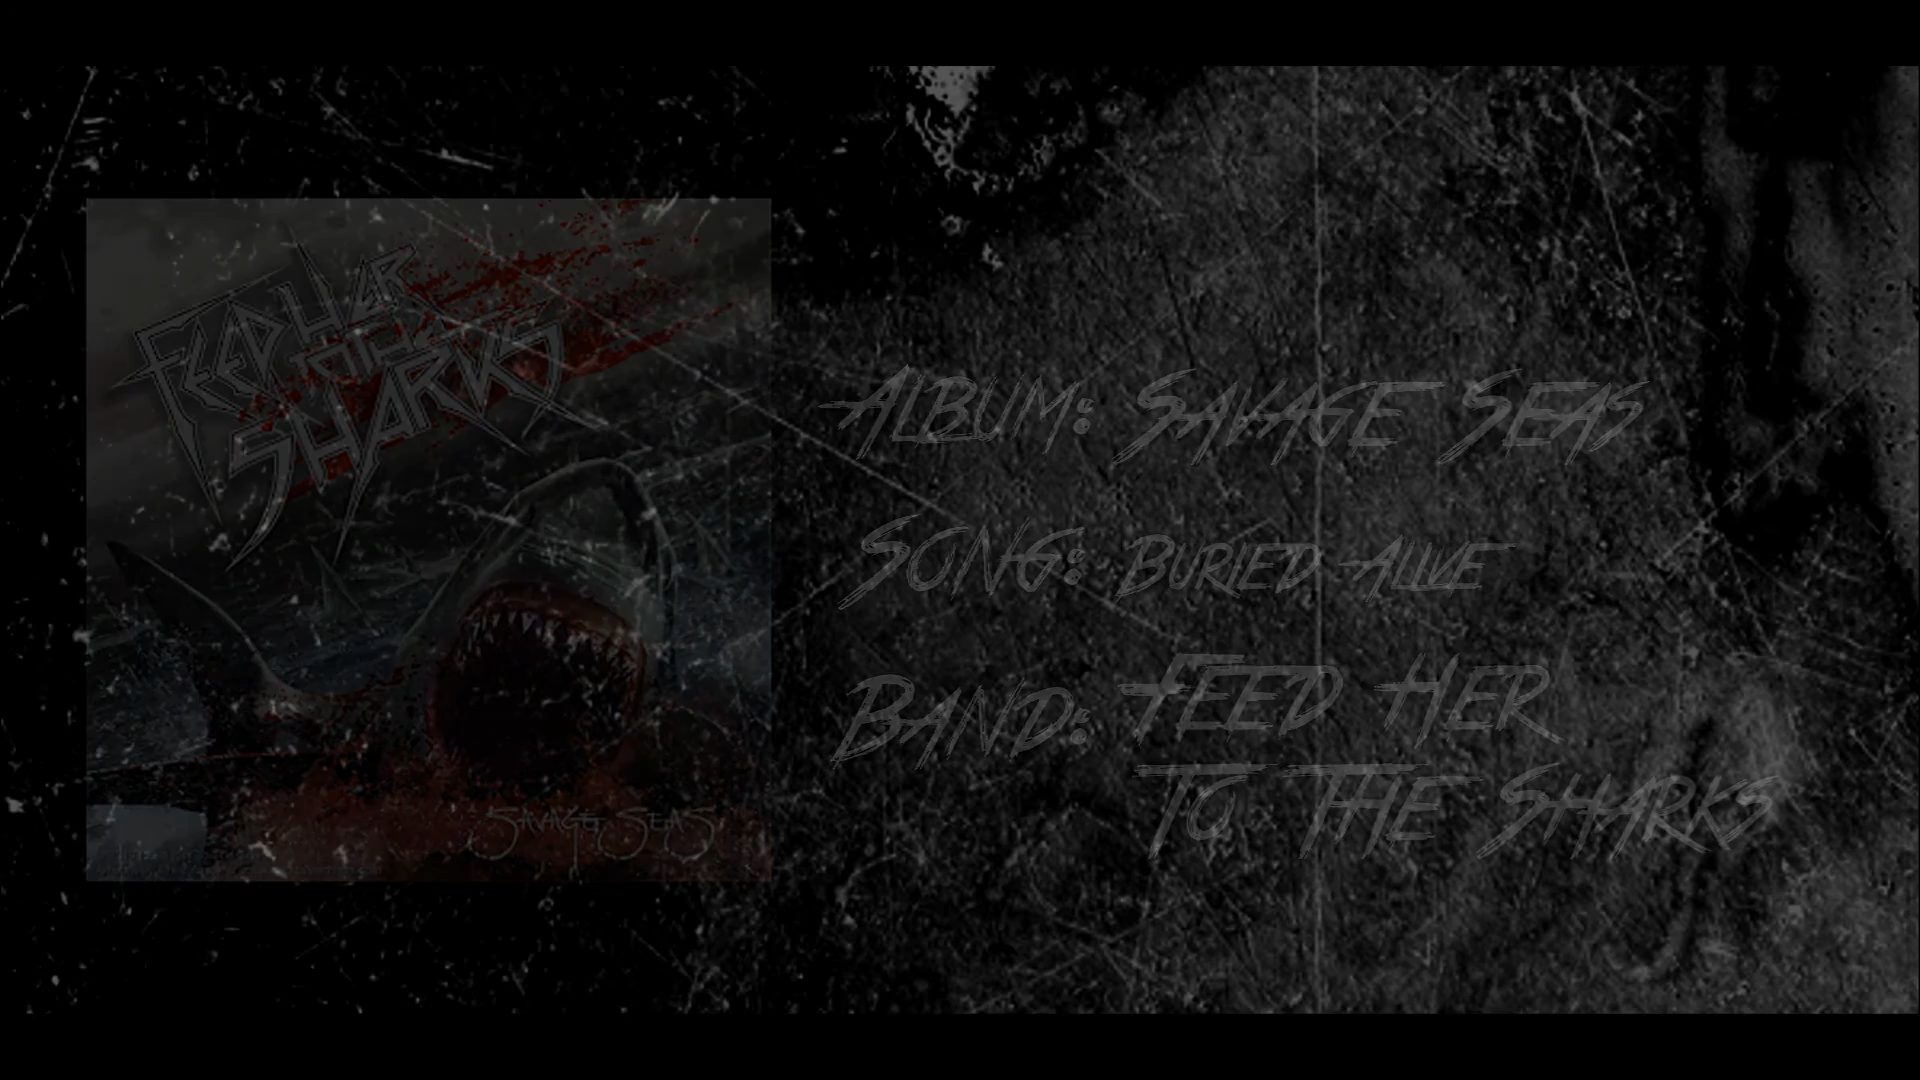 FEED HER
TO THE
SHARKS
SAVAGE SEAS
ALBUM: SAVAGE SEAS
SONG: BURIED ALIVE
BAND: FEED HER
TO THE SHARKS